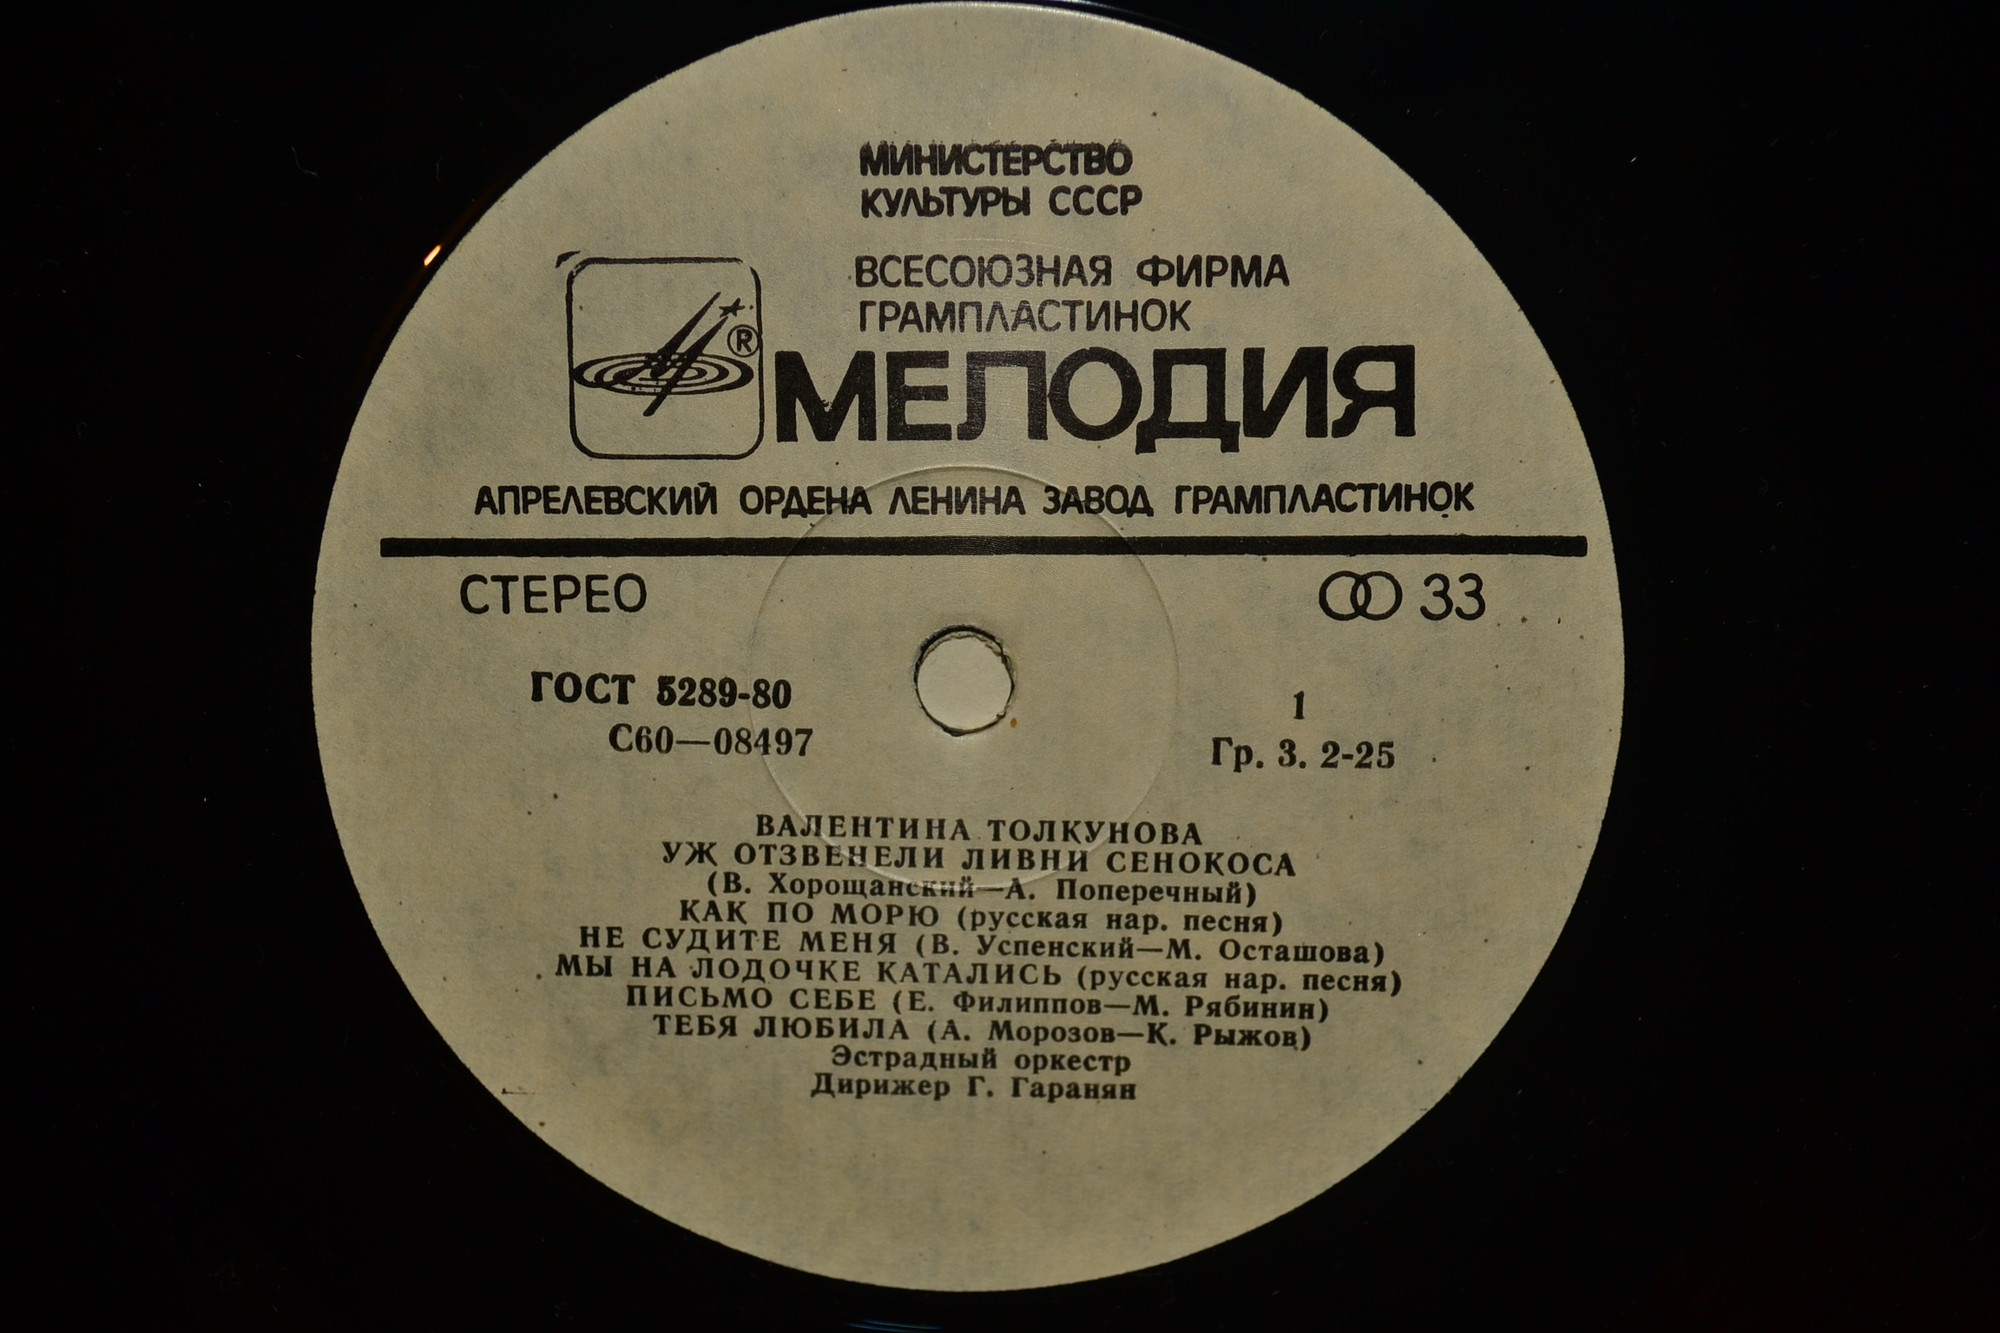 МИНИСТЕРСТВО
КУЛЬТУРЫ СССР
ВСЕСОЮЗНАЯ ФИРМА
ГРАМПЛАСТИНОК
®
МЕЛОДИЯ
АПРЕЛЕВСКИЙ ОРДЕНА ЛЕНИНА ЗАВОД ГРАМПЛАСТИНОК
СТЕРЕО 33
ГОСТ 5289-80 1
С60—08497 Гр. 3. 2-25
ВАЛЕНТИНА ТОЛКУНОВА
УЖ ОТЗВЕНЕЛИ ЛИВНИ СЕНОКОСА
(В. Хорощанский—А. Поперечный)
КАК ПО МОРЮ (русская нар. песня)
НЕ СУДИТЕ МЕНЯ (В. Успенский—М. Осташова)
МЫ НА ЛОДОЧКЕ КАТАЛИСЬ (русская нар. песня)
ПИСЬМО СЕБЕ (Е. Филиппов—М. Рябинин)
ТЕБЯ ЛЮБИЛА (А. Морозов—К. Рыжов)
Эстрадный оркестр
Дирижер Г. Гаранян